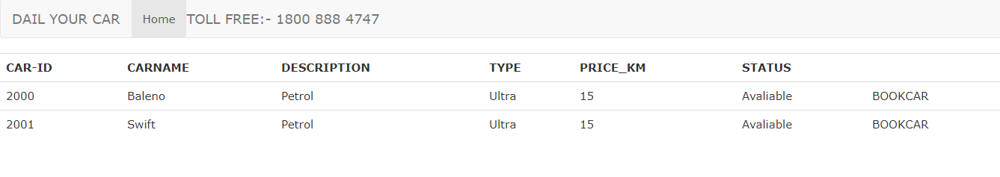 DAIL YOUR CAR Home TOLL FREE:- 1800 888 4747
CAR-ID CARNAME DESCRIPTION TYPE PRICE_KM STATUS
2000 Baleno Petrol Ultra 15 Avaliable BOOKCAR
2001 Swift Petrol Ultra 15 Avaliable BOOKCAR